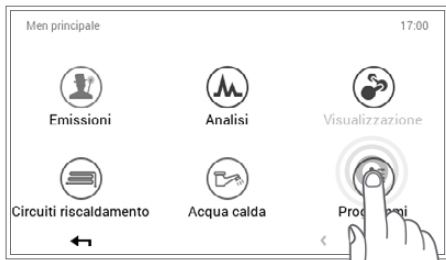 Men principale 17:00
Emissioni Analisi Visualizzazione
Circuiti riscaldamento Acqua calda